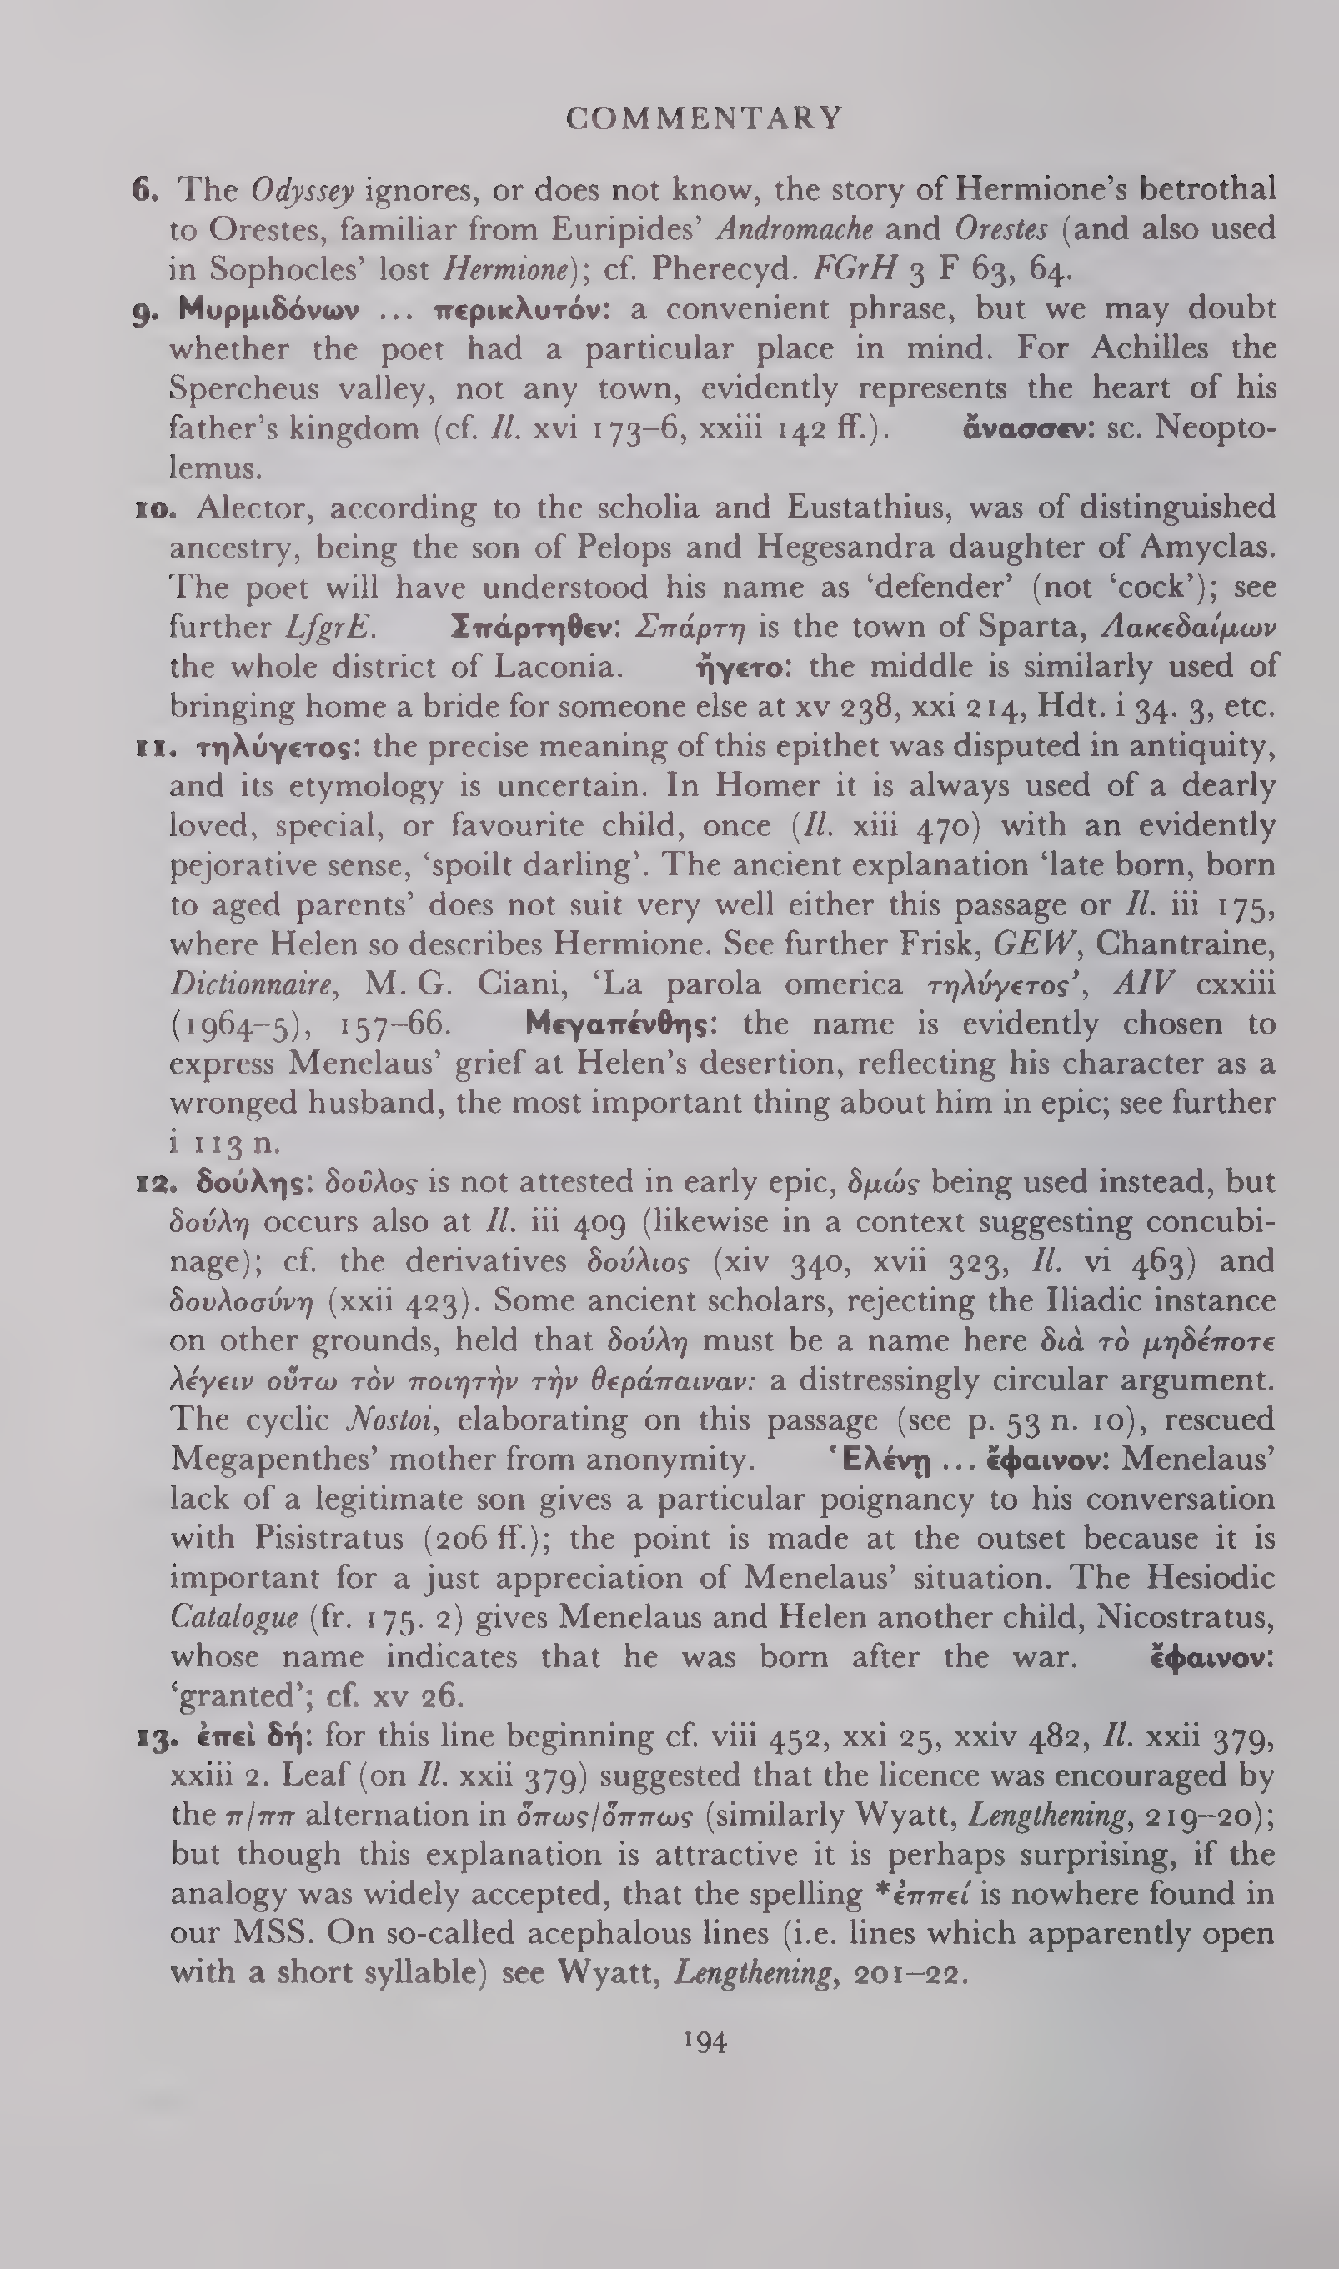 COMMENTARY
6. The Odyssey ignores, or does not know, the story of Hermione’s betrothal
to Orestes, familiar from Euripides’ Andromache and Orestes (and also used
in Sophocles’ lost Hermione); cf. Pherecyd. FGrH 3 F 63, 64.
9. Μυρμιδόνων ... περικλυτόν: a convenient phrase, but we may doubt
whether the poet had a particular place in mind. For Achilles the
Spercheus valley, not any town, evidently represents the heart of his
father’s kingdom (cf. Il. xvi 173–6, xxiii 142 ff.). ἄνασσεν: sc. Neopto-
lemus.
10. Alector, according to the scholia and Eustathius, was of distinguished
ancestry, being the son of Pelops and Hegesandra daughter of Amyclas.
The poet will have understood his name as ‘defender’ (not ‘cock’); see
further LfgrE. Σπάρτηθεν: Σπάρτη is the town of Sparta, Λακεδαίμων
the whole district of Laconia. ἤγετο: the middle is similarly used of
bringing home a bride for someone else at xv 238, xxi 214, Hdt. i 34. 3, etc.
11. τηλύγετος: the precise meaning of this epithet was disputed in antiquity,
and its etymology is uncertain. In Homer it is always used of a dearly
loved, special, or favourite child, once (Il. xiii 470) with an evidently
pejorative sense, ‘spoilt darling’. The ancient explanation ‘late born, born
to aged parents’ does not suit very well either this passage or Il. iii 175,
where Helen so describes Hermione. See further Frisk, GEW, Chantraine,
Dictionnaire, M. G. Ciani, ‘La parola omerica τηλύγετος’, AIV cxxiii
(1964–5), 157–66. Μεγαπένθης: the name is evidently chosen to
express Menelaus’ grief at Helen’s desertion, reflecting his character as a
wronged husband, the most important thing about him in epic; see further
i 113 n.
12. δούλης: δοῦλος is not attested in early epic, δμώς being used instead, but
δούλη occurs also at Il. iii 409 (likewise in a context suggesting concubi-
nage); cf. the derivatives δούλιος (xiv 340, xvii 323, Il. vi 463) and
δουλοσύνη (xxii 423). Some ancient scholars, rejecting the Iliadic instance
on other grounds, held that δούλη must be a name here διὰ τὸ μηδέποτε
λέγειν οὕτω τὸν ποιητὴν τὴν θεράπαιναν: a distressingly circular argument.
The cyclic Nostoi, elaborating on this passage (see p. 53 n. 10), rescued
Megapenthes’ mother from anonymity. Ἑλένῃ ... ἔφαινον: Menelaus’
lack of a legitimate son gives a particular poignancy to his conversation
with Pisistratus (206 ff.); the point is made at the outset because it is
important for a just appreciation of Menelaus’ situation. The Hesiodic
Catalogue (fr. 175. 2) gives Menelaus and Helen another child, Nicostratus,
whose name indicates that he was born after the war. ἔφαινον:
‘granted’; cf. xv 26.
13. ἐπεὶ δή: for this line beginning cf. viii 452, xxi 25, xxiv 482, Il. xxii 379,
xxiii 2. Leaf (on Il. xxii 379) suggested that the licence was encouraged by
the π/ππ alternation in ὅπως/ὅππως (similarly Wyatt, Lengthening, 219–20);
but though this explanation is attractive it is perhaps surprising, if the
analogy was widely accepted, that the spelling *ἐππεί is nowhere found in
our MSS. On so-called acephalous lines (i.e. lines which apparently open
with a short syllable) see Wyatt, Lengthening, 201–22.
194